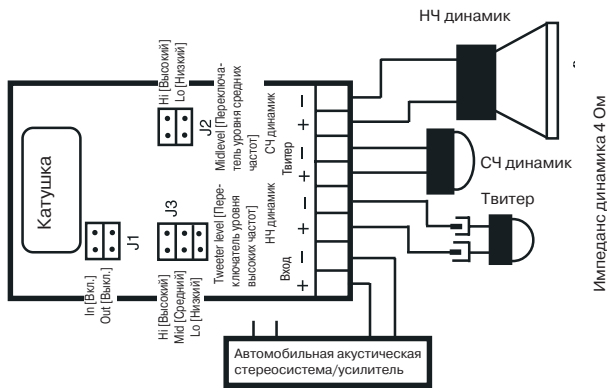 НЧ динамик
Hi [Высокий]
Lo [Низкий]
J2
Midlevel [Переключа-
тель уровня средних
частот]
СЧ динамик
Твитер
– + – + – + – +
Катушка
J1
In [Вкл.]
Out [Выкл.]
J3
Hi [Высокий]
Mid [Средний]
Lo [Низкий]
Tweeter level [Пере-
ключатель уровня
высоких частот]
НЧ динамик
Вход
СЧ динамик
Твитер
Импеданс динамика 4 Ом
Автомобильная акустическая
стереосистема/усилитель